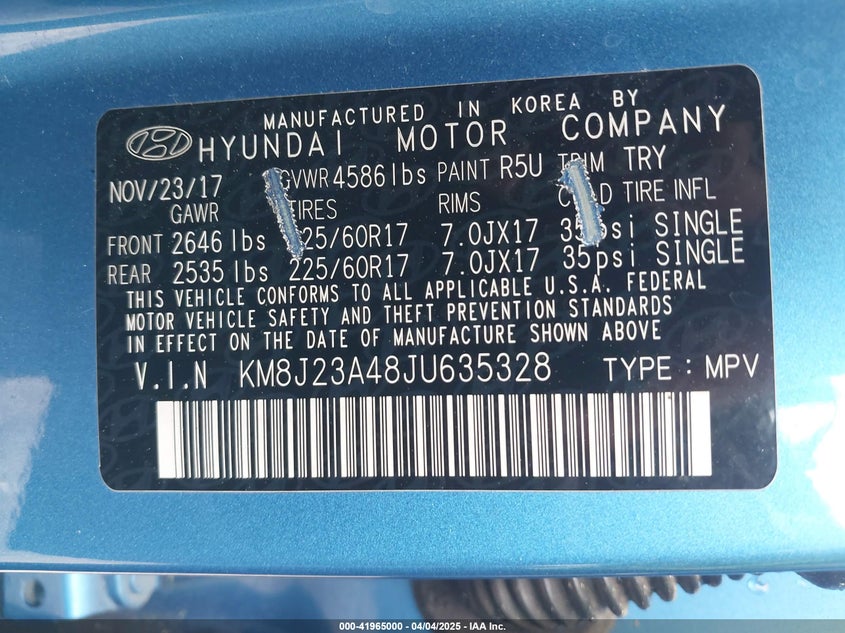 MANUFACTURED IN KOREA BY
HYUNDAI MOTOR COMPANY
NOV/23/17 GVWR 4586 lbs PAINT R5U TRIM TRY
GAWR TIRES RIMS COLD TIRE INFL
FRONT 2646 lbs 25/60R17 7.0JX17 35psi SINGLE
REAR 2535 lbs 225/60R17 7.0JX17 35psi SINGLE
THIS VEHICLE CONFORMS TO ALL APPLICABLE U.S.A. FEDERAL
MOTOR VEHICLE SAFETY AND THEFT PREVENTION STANDARDS
IN EFFECT ON THE DATE OF MANUFACTURE SHOWN ABOVE
V.I.N KM8J23A48JU635328 TYPE : MPV
000-41965000 - 04/04/2025 - IAA Inc.